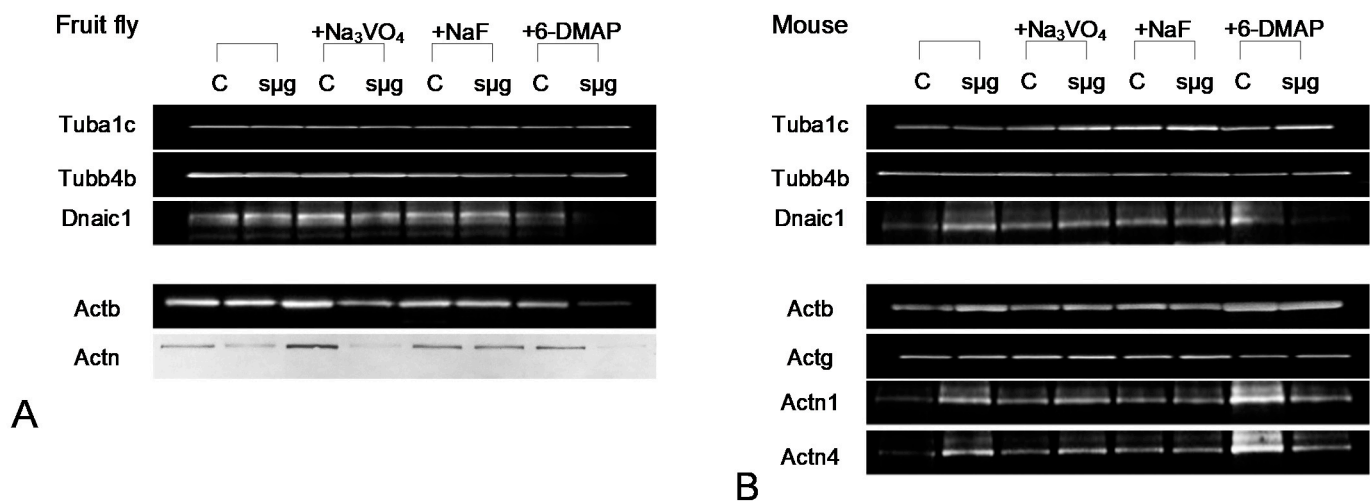 Fruit fly
+Na₃VO₄ +NaF +6-DMAP
C sµg C sµg C sµg C sµg
Tuba1c
Tubb4b
Dnaic1
Actb
Actn
A
Mouse
+Na₃VO₄ +NaF +6-DMAP
C sµg C sµg C sµg C sµg
Tuba1c
Tubb4b
Dnaic1
Actb
Actg
Actn1
Actn4
B